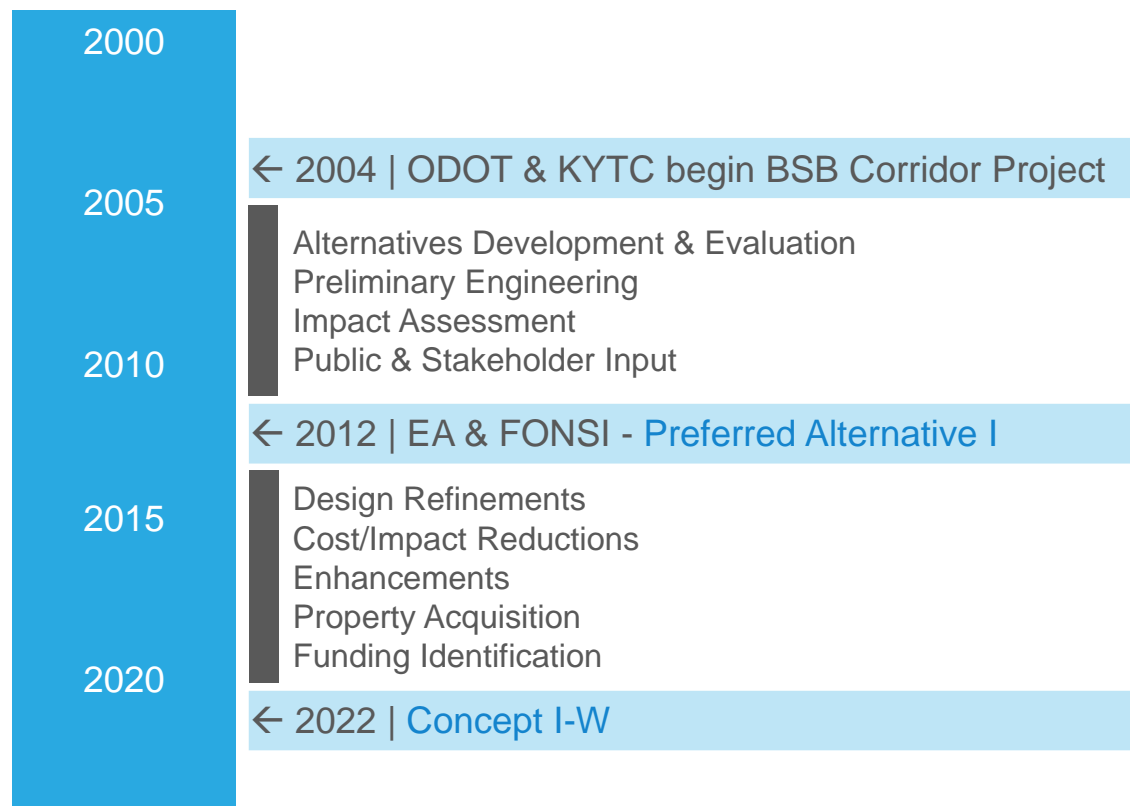 2000
← 2004 | ODOT & KYTC begin BSB Corridor Project
2005
Alternatives Development & Evaluation
Preliminary Engineering
Impact Assessment
Public & Stakeholder Input
2010
← 2012 | EA & FONSI - Preferred Alternative I
Design Refinements
2015
Cost/Impact Reductions
Enhancements
Property Acquisition
Funding Identification
2020
← 2022 | Concept I-W